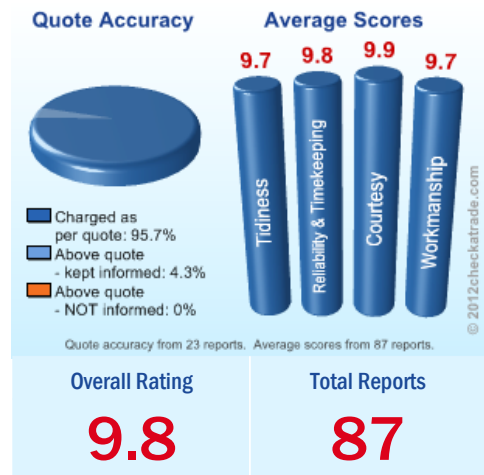 Quote Accuracy
Average Scores
9.7
9.8
9.9
9.7
Tidiness
Reliability & Timekeeping
Courtesy
Workmanship
Charged as
per quote: 95.7%
Above quote
- kept informed: 4.3%
Above quote
- NOT informed: 0%
© 2012checkatrade.com
Quote accuracy from 23 reports. Average scores from 87 reports.
Overall Rating
9.8
Total Reports
87